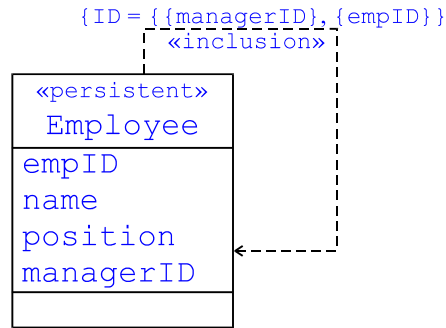 {ID = {{managerID}, {empID}}
«inclusion»
«persistent»
Employee
empID
name
position
managerID